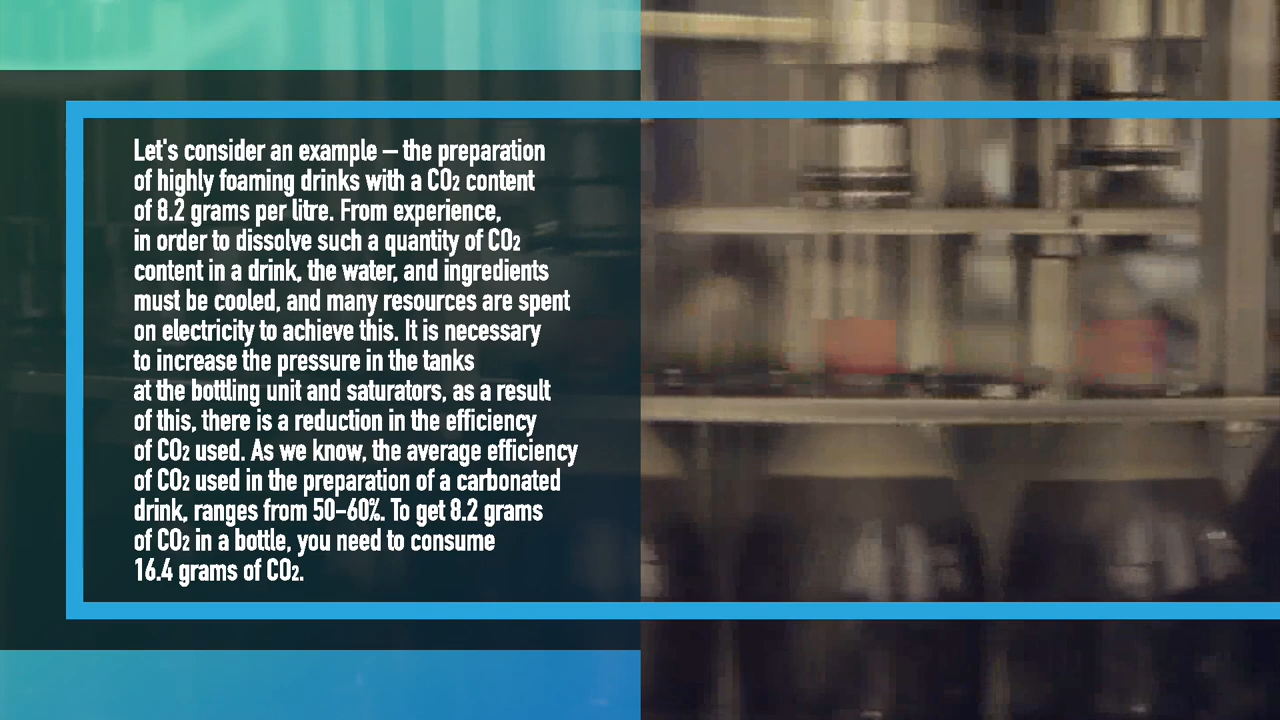 Let's consider an example – the preparation
of highly foaming drinks with a CO₂ content
of 8.2 grams per litre. From experience,
in order to dissolve such a quantity of CO₂
content in a drink, the water, and ingredients
must be cooled, and many resources are spent
on electricity to achieve this. It is necessary
to increase the pressure in the tanks
at the bottling unit and saturators, as a result
of this, there is a reduction in the efficiency
of CO₂ used. As we know, the average efficiency
of CO₂ used in the preparation of a carbonated
drink, ranges from 50–60%. To get 8.2 grams
of CO₂ in a bottle, you need to consume
16.4 grams of CO₂.